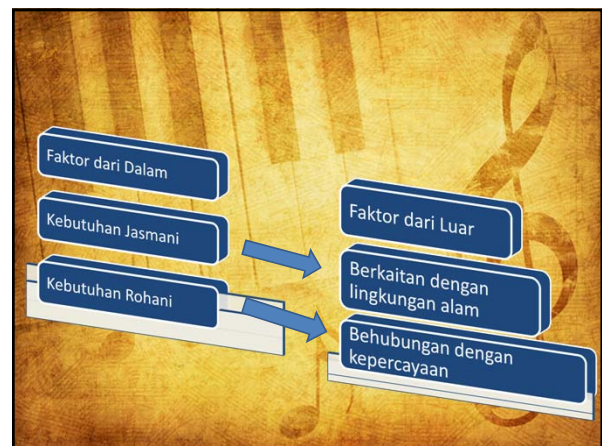 Faktor dari Dalam
Kebutuhan Jasmani
Kebutuhan Rohani
Faktor dari Luar
Berkaitan dengan
lingkungan alam
Behubungan dengan
kepercayaan